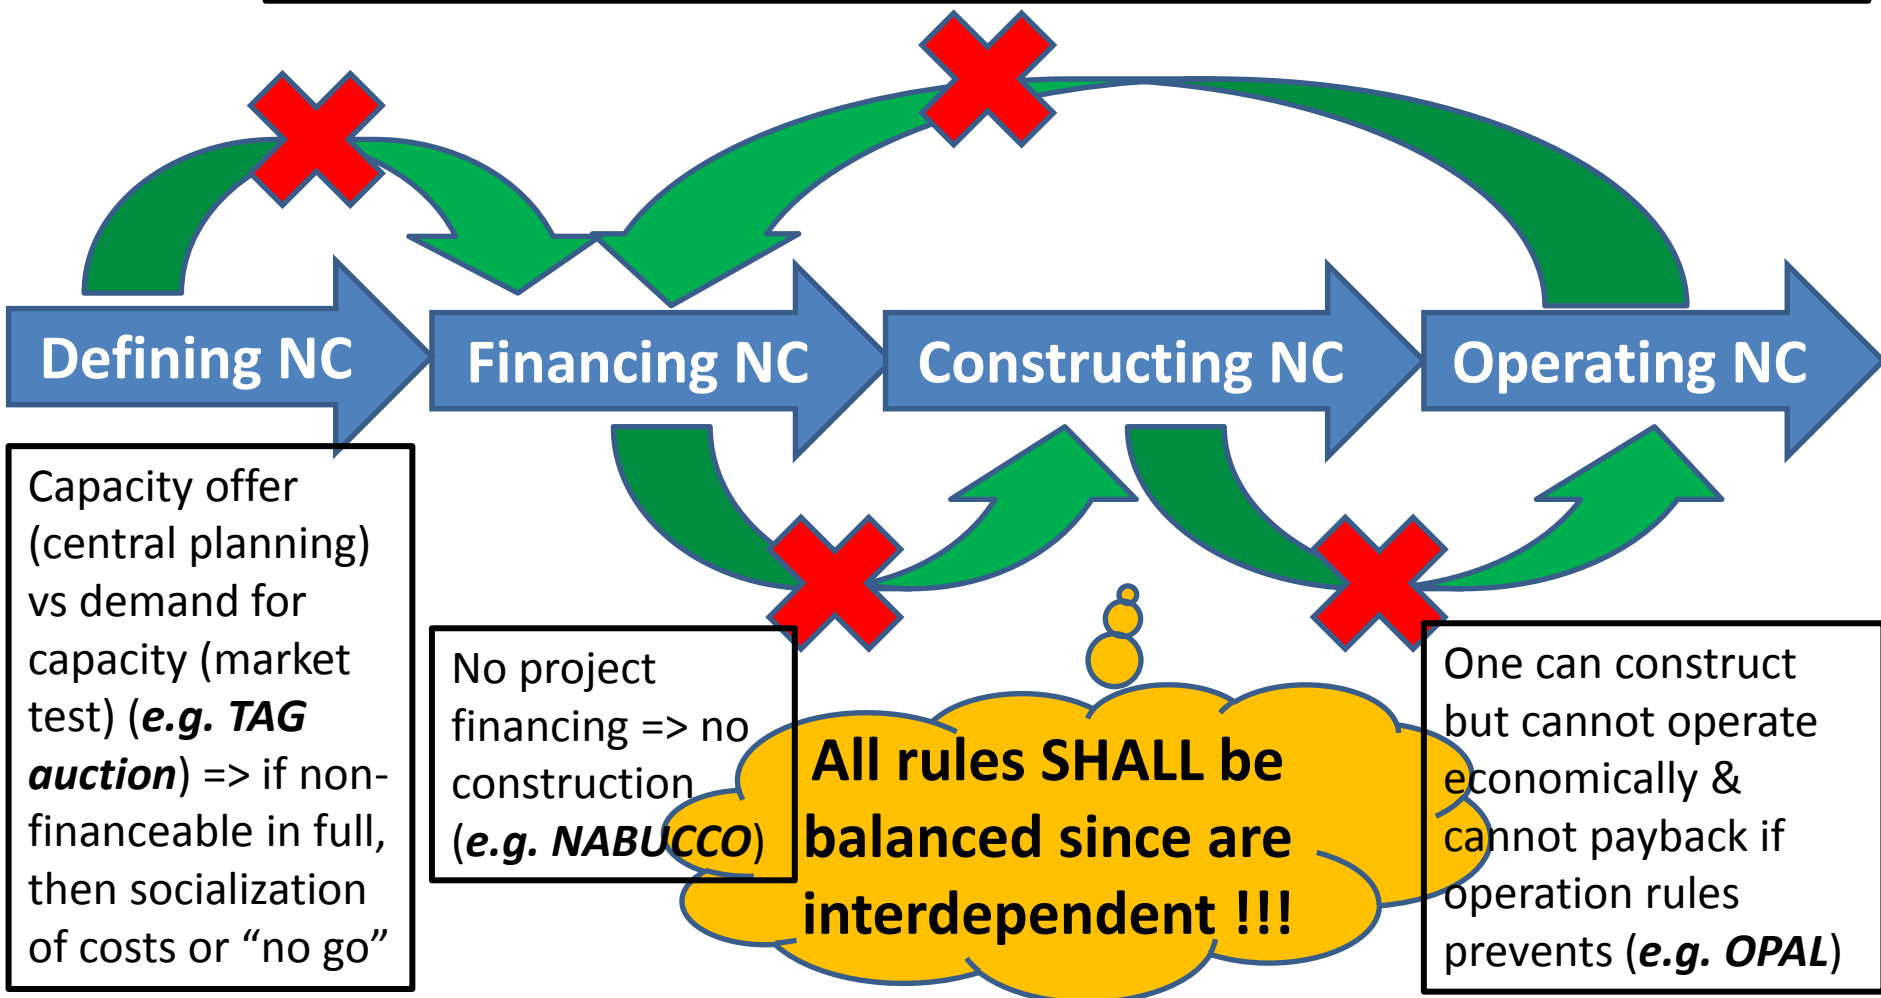 Defining NC
Financing NC
Constructing NC
Operating NC
Capacity offer
(central planning)
vs demand for
capacity (market
test) (e.g. TAG
auction) => if non-
financeable in full,
then socialization
of costs or “no go”
No project
financing => no
construction
(e.g. NABUCCO)
All rules SHALL be
balanced since are
interdependent !!!
One can construct
but cannot operate
economically &
cannot payback if
operation rules
prevents (e.g. OPAL)